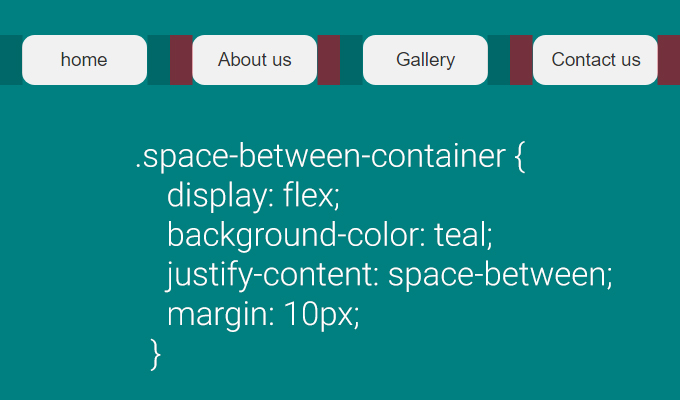 home About us Gallery Contact us
.space-between-container {
display: flex;
background-color: teal;
justify-content: space-between;
margin: 10px;
}